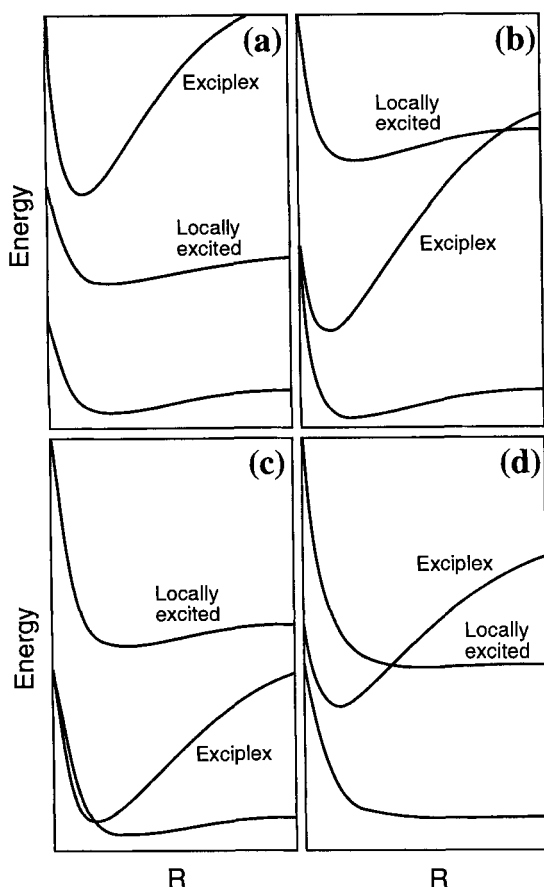 (a)
Exciplex
Locally
excited
Energy
(b)
Locally
excited
Exciplex
(c)
Locally
excited
Exciplex
Energy
R
(d)
Exciplex
Locally
excited
R